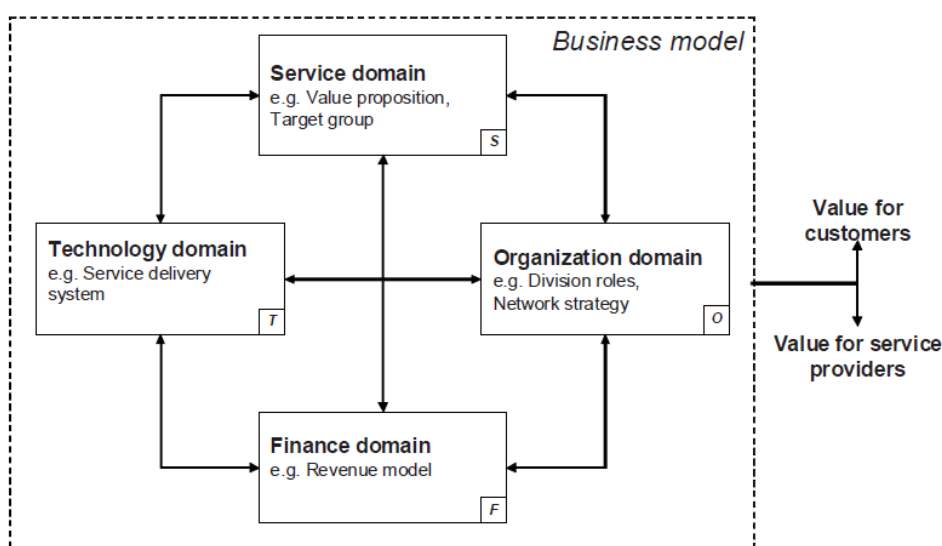 Business model
Service domain
e.g. Value proposition,
Target group
S
Technology domain
e.g. Service delivery
system
T
Organization domain
e.g. Division roles,
Network strategy
O
Value for
customers
Value for service
providers
Finance domain
e.g. Revenue model
F